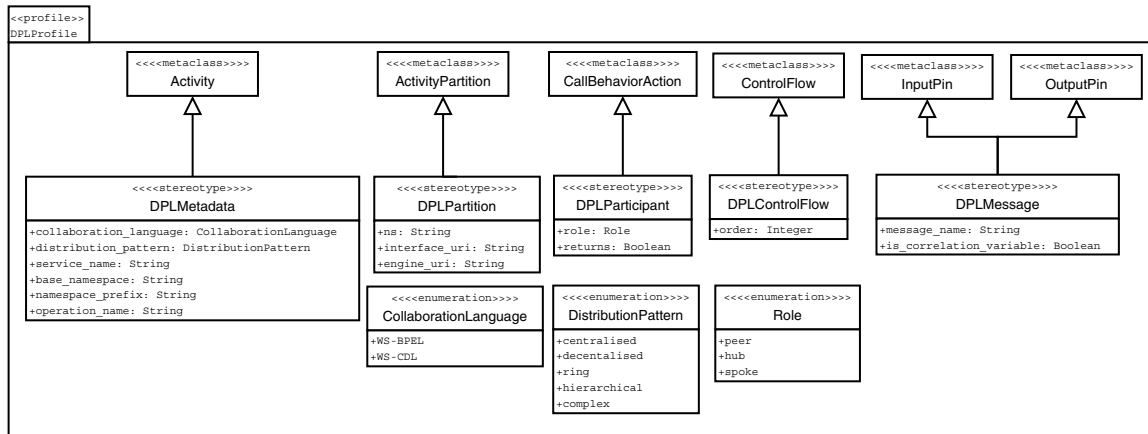 <<profile>>
DPLProfile
<<<<metaclass>>>>
Activity
<<<<metaclass>>>>
ActivityPartition
<<<<metaclass>>>>
CallBehaviorAction
<<<<metaclass>>>>
ControlFlow
<<<<metaclass>>>>
InputPin
<<<<metaclass>>>>
OutputPin
<<<<stereotype>>>>
DPLMetadata
+collaboration_language: CollaborationLanguage
+distribution_pattern: DistributionPattern
+service_name: String
+base_namespace: String
+namespace_prefix: String
+operation_name: String
<<<<stereotype>>>>
DPLPartition
+ns: String
+interface_uri: String
+engine_uri: String
<<<<stereotype>>>>
DPLParticipant
+role: Role
+returns: Boolean
<<<<stereotype>>>>
DPLControlFlow
+order: Integer
<<<<stereotype>>>>
DPLMessage
+message_name: String
+is_correlation_variable: Boolean
<<<<enumeration>>>>
CollaborationLanguage
+WS-BPEL
+WS-CDL
<<<<enumeration>>>>
DistributionPattern
+centralised
+decentalised
+ring
+hierarchical
+complex
<<<<enumeration>>>>
Role
+peer
+hub
+spoke